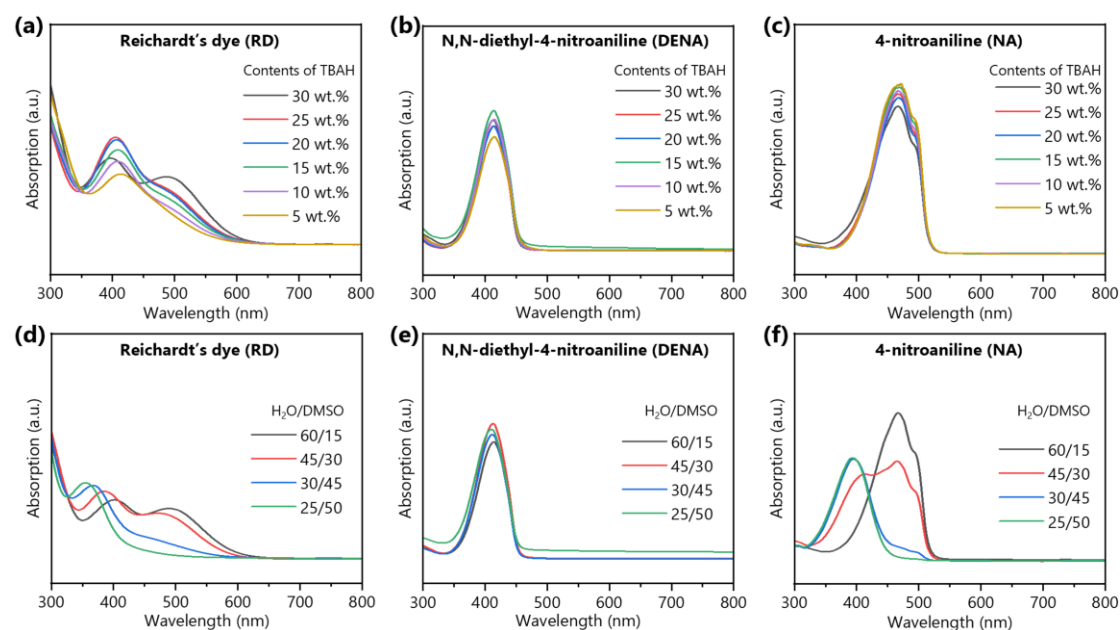 (a)
Reichardt's dye (RD)
Contents of TBAH
30 wt.%
25 wt.%
20 wt.%
15 wt.%
10 wt.%
5 wt.%
Absorption (a.u.)
300 400 500 600 700 800
Wavelength (nm)
(b)
N,N-diethyl-4-nitroaniline (DENA)
Contents of TBAH
30 wt.%
25 wt.%
20 wt.%
15 wt.%
10 wt.%
5 wt.%
Absorption (a.u.)
300 400 500 600 700 800
Wavelength (nm)
(c)
4-nitroaniline (NA)
Contents of TBAH
30 wt.%
25 wt.%
20 wt.%
15 wt.%
10 wt.%
5 wt.%
Absorption (a.u.)
300 400 500 600 700 800
Wavelength (nm)
(d)
Reichardt's dye (RD)
H₂O/DMSO
60/15
45/30
30/45
25/50
Absorption (a.u.)
300 400 500 600 700 800
Wavelength (nm)
(e)
N,N-diethyl-4-nitroaniline (DENA)
H₂O/DMSO
60/15
45/30
30/45
25/50
Absorption (a.u.)
300 400 500 600 700 800
Wavelength (nm)
(f)
4-nitroaniline (NA)
H₂O/DMSO
60/15
45/30
30/45
25/50
Absorption (a.u.)
300 400 500 600 700 800
Wavelength (nm)